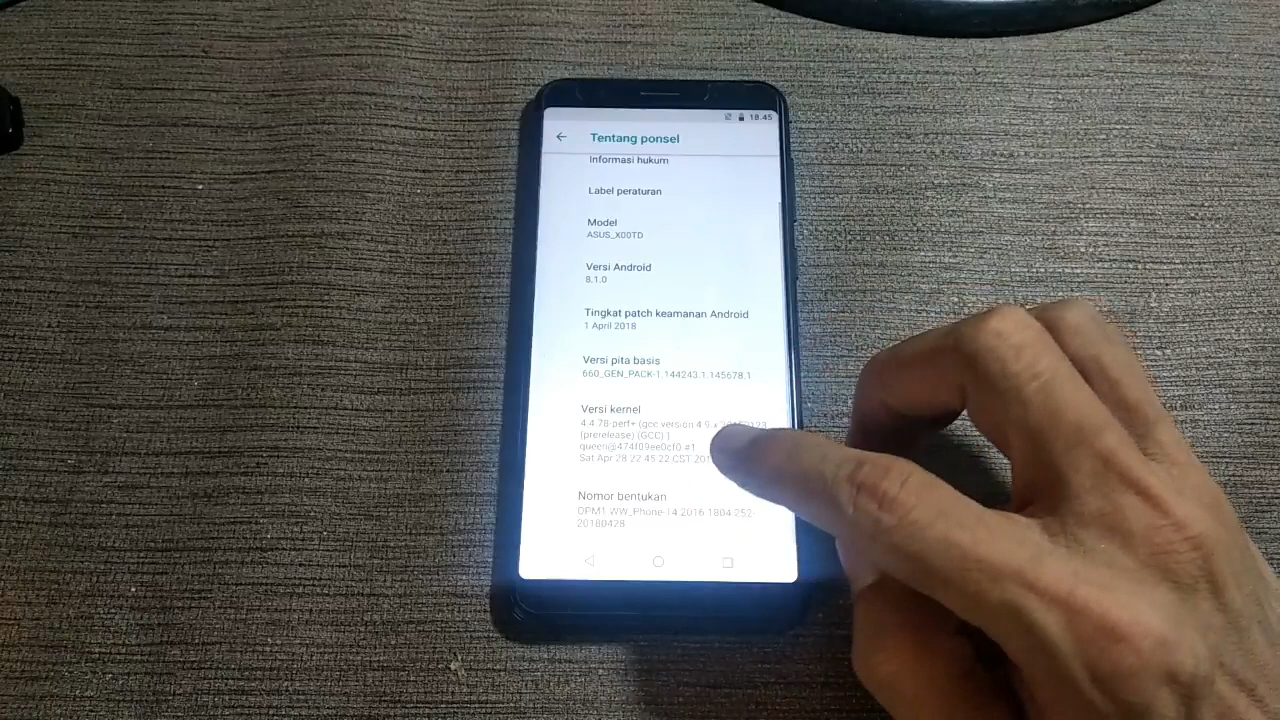 18.45
Tentang ponsel
Informasi hukum
Label peraturan
Model
ASUS_X00TD
Versi Android
8.1.0
Tingkat patch keamanan Android
1 April 2018
Versi pita basis
660_GEN_PACK-1.144243.1.145678.1
Versi kernel
4.4.78-perf+ (gcc version 4.9.x
(prerelease) (GCC) )
queen@474f09ee0cf0 #1
Sat Apr 28 22:45:22 CST
Nomor bentukan
OPM1.WW_Phone-14.2016.1804.252-
20180428